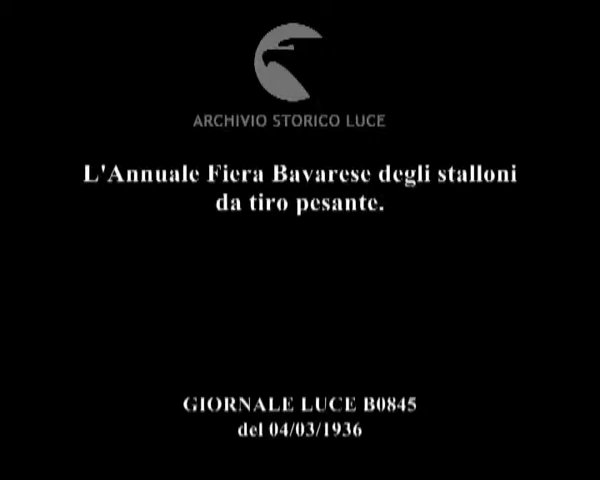 ARCHIVIO STORICO LUCE
L'Annuale Fiera Bavarese degli stalloni
da tiro pesante.
GIORNALE LUCE B0845
del 04/03/1936